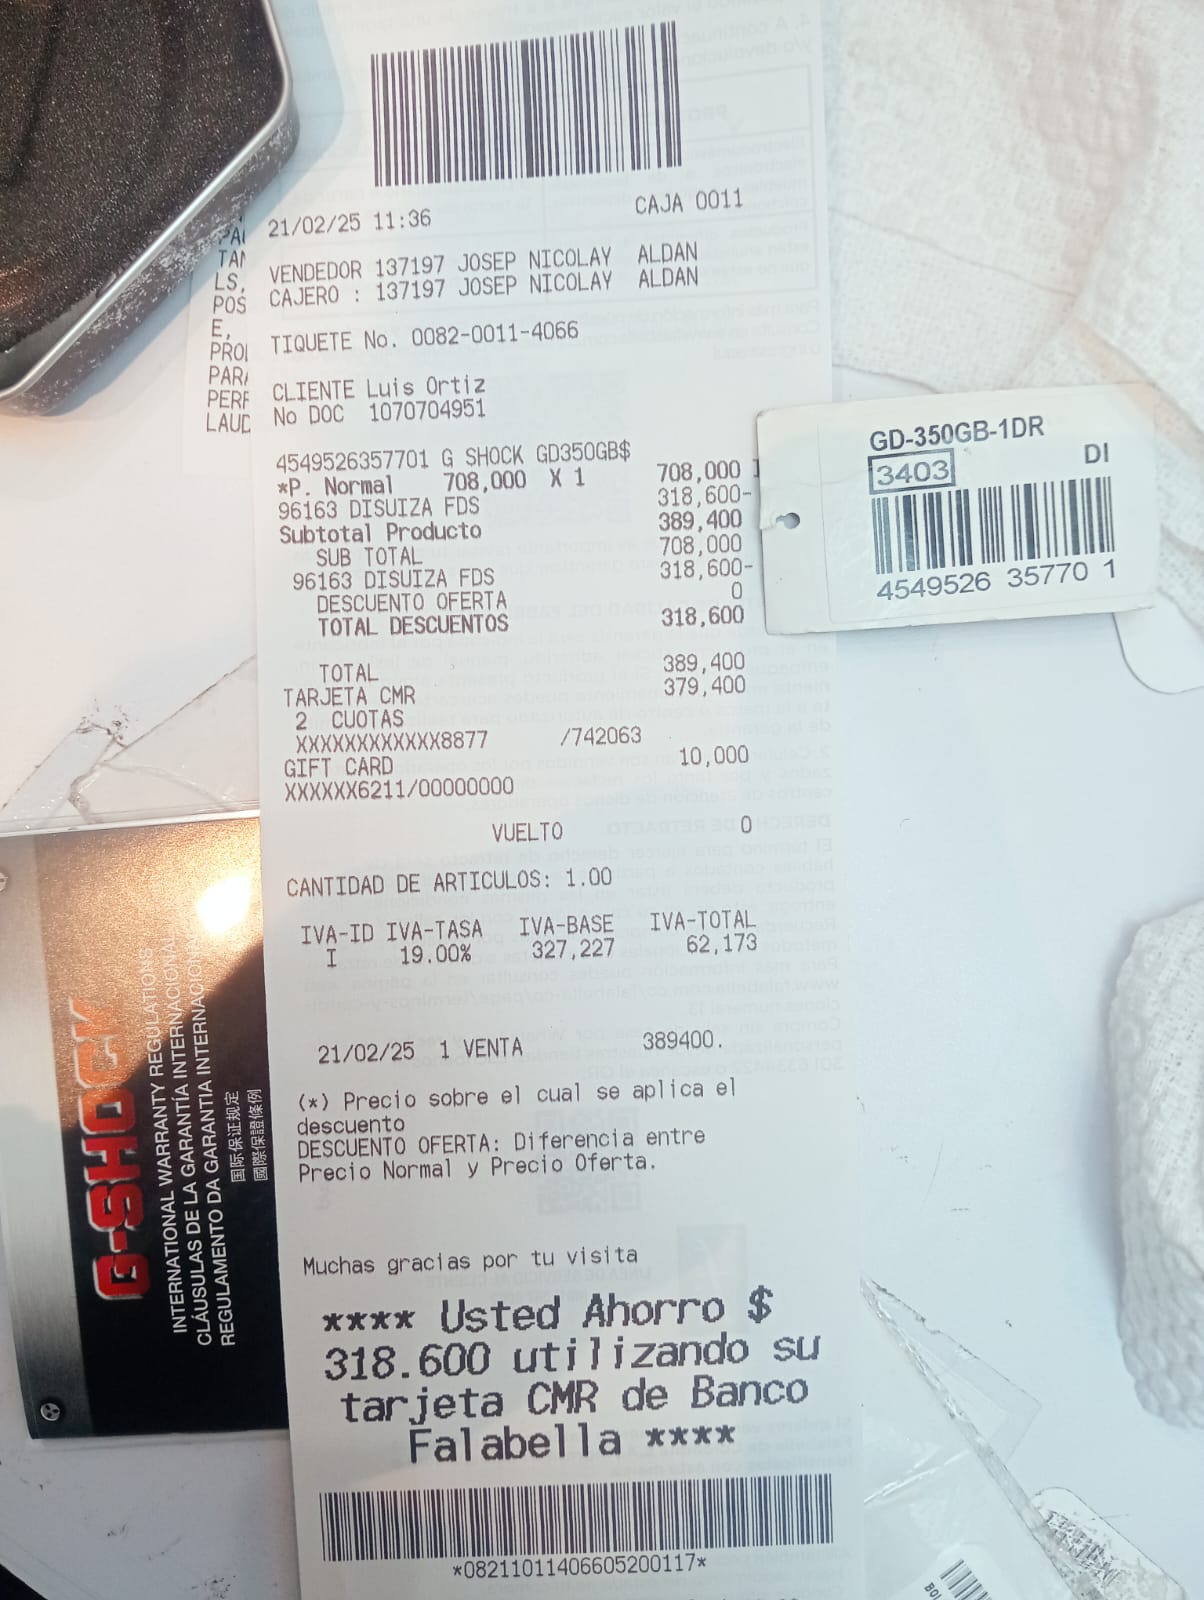 21/02/25 11:36 CAJA 0011
VENDEDOR 137197 JOSEP NICOLAY ALDAN
CAJERO : 137197 JOSEP NICOLAY ALDAN
TIQUETE No. 0082-0011-4066
CLIENTE Luis Ortiz
No DOC 1070704951
4549526357701 G SHOCK GD350GB$
*P. Normal 708,000 X 1 708,000
96163 DISUIZA FDS 318,600-
Subtotal Producto 389,400
SUB TOTAL 708,000
96163 DISUIZA FDS 318,600-
DESCUENTO OFERTA 0
TOTAL DESCUENTOS 318,600
TOTAL 389,400
TARJETA CMR 379,400
2 CUOTAS
XXXXXXXXXXXX8877 /742063
GIFT CARD 10,000
XXXXXX6211/00000000
VUELTO 0
CANTIDAD DE ARTICULOS: 1.00
IVA-ID IVA-TASA IVA-BASE IVA-TOTAL
I 19.00% 327,227 62,173
21/02/25 1 VENTA 389400.
(*) Precio sobre el cual se aplica el
descuento
DESCUENTO OFERTA: Diferencia entre
Precio Normal y Precio Oferta.
Muchas gracias por tu visita
**** Usted Ahorro $
318.600 utilizando su
tarjeta CMR de Banco
Falabella ****
*08211011406605200117*
GD-350GB-1DR
3403 DI
4549526 35770 1
G-SHOCK
INTERNATIONAL WARRANTY REGULATIONS
CLÁUSULAS DE LA GARANTÍA INTERNACIONAL
REGULAMENTO DA GARANTIA INTERNACIONAL
国际保证规定
國際保證條例
TAR
LS,
POS
E,
PARA
PERF
LAUD